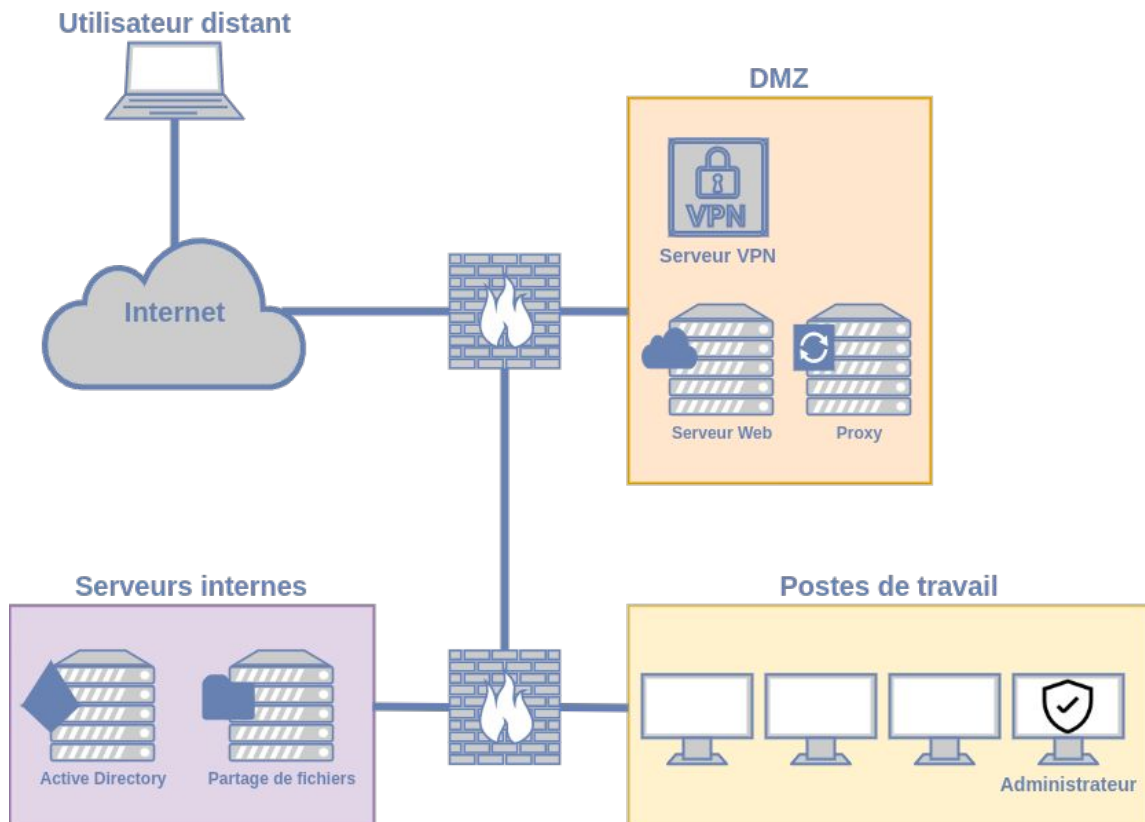 Utilisateur distant
DMZ
VPN
Serveur VPN
Internet
Serveur Web
Proxy
Serveurs internes
Postes de travail
Active Directory
Partage de fichiers
Administrateur